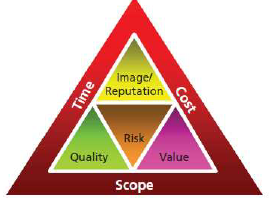 Image/
Reputation
Time
Cost
Risk
Quality
Value
Scope